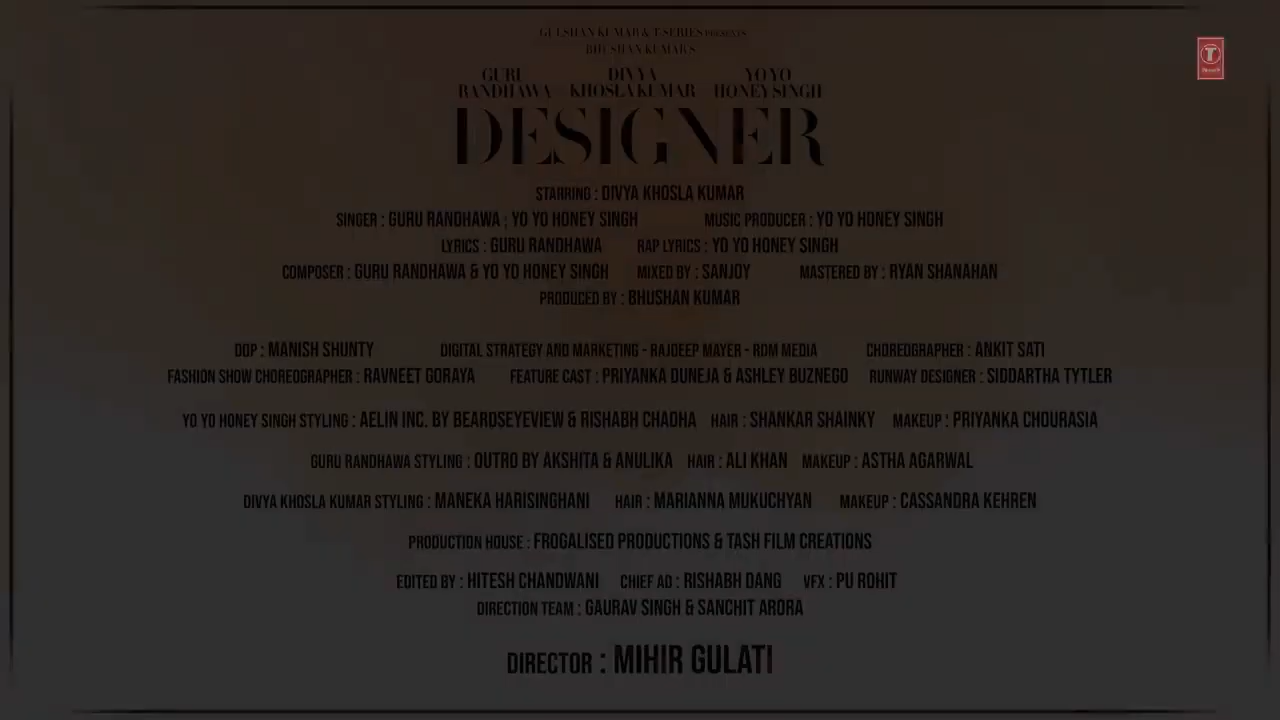 GULSHAN KUMAR & T-SERIES PRESENTS
BHUSHAN KUMAR'S
GURU RANDHAWA DIVYA KHOSLA KUMAR YO YO HONEY SINGH
DESIGNER
STARRING : DIVYA KHOSLA KUMAR
SINGER : GURU RANDHAWA ; YO YO HONEY SINGH MUSIC PRODUCER : YO YO HONEY SINGH
LYRICS : GURU RANDHAWA RAP LYRICS : YO YO HONEY SINGH
COMPOSER : GURU RANDHAWA & YO YO HONEY SINGH MIXED BY : SANJOY MASTERED BY : RYAN SHANAHAN
PRODUCED BY : BHUSHAN KUMAR
DOP : MANISH SHUNTY DIGITAL STRATEGY AND MARKETING - RAJDEEP MAYER - RDM MEDIA CHOREOGRAPHER : ANKIT SATI
FASHION SHOW CHOREOGRAPHER : RAVNEET GORAYA FEATURE CAST : PRIYANKA DUNEJA & ASHLEY BUZNEGO RUNWAY DESIGNER : SIDDARTHA TYTLER
YO YO HONEY SINGH STYLING : AELIN INC. BY BEARDSEYEVIEW & RISHABH CHADHA HAIR : SHANKAR SHAINKY MAKEUP : PRIYANKA CHOURASIA
GURU RANDHAWA STYLING : OUTRO BY AKSHITA & ANULIKA HAIR : ALI KHAN MAKEUP : ASTHA AGARWAL
DIVYA KHOSLA KUMAR STYLING : MANEKA HARISINGHANI HAIR : MARIANNA MUKUCHYAN MAKEUP : CASSANDRA KEHREN
PRODUCTION HOUSE : FROGALISED PRODUCTIONS & TASH FILM CREATIONS
EDITED BY : HITESH CHANDWANI CHIEF AD : RISHABH DANG VFX : PU ROHIT
DIRECTION TEAM : GAURAV SINGH & SANCHIT ARORA
DIRECTOR : MIHIR GULATI